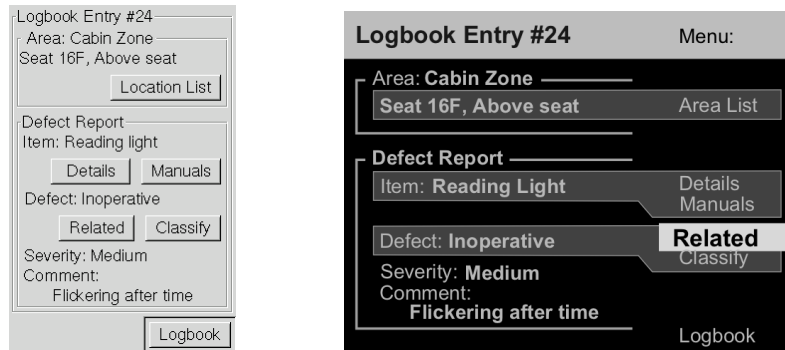 Logbook Entry #24
Area: Cabin Zone
Seat 16F, Above seat
Location List
Defect Report
Item: Reading light
Details Manuals
Defect: Inoperative
Related Classify
Severity: Medium
Comment:
Flickering after time
Logbook
Logbook Entry #24 Menu:
Area: Cabin Zone
Seat 16F, Above seat Area List
Defect Report
Item: Reading Light Details
Manuals
Defect: Inoperative Related
Classify
Severity: Medium
Comment:
Flickering after time
Logbook